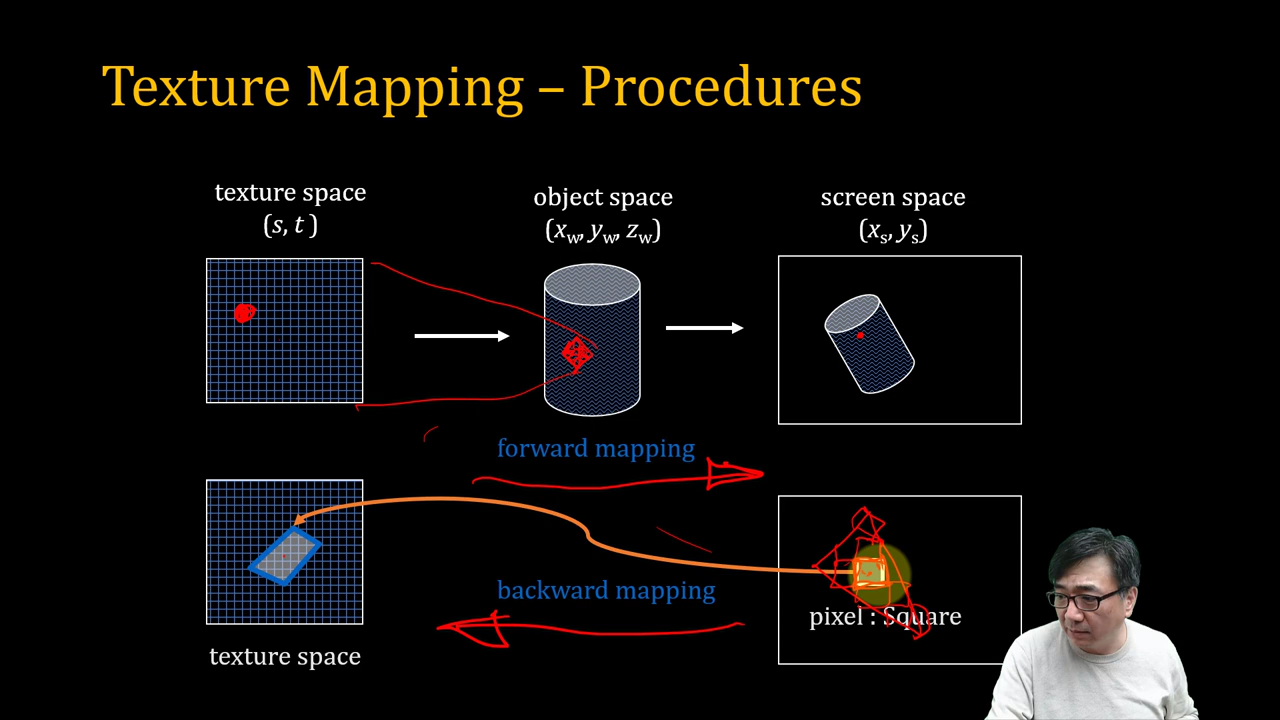 Texture Mapping – Procedures
texture space
(s, t )
object space
(xw, yw, zw)
screen space
(xs, ys)
forward mapping
backward mapping
pixel : Square
texture space